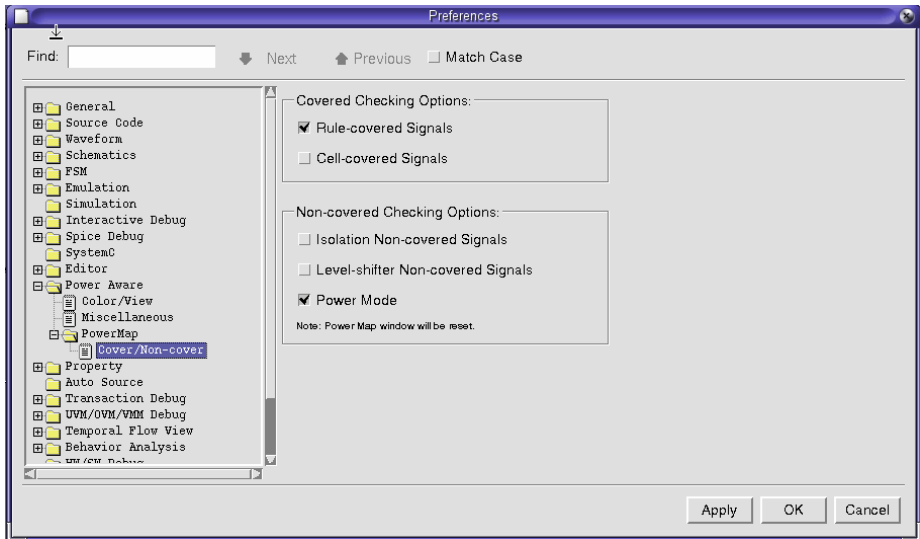 Preferences
Find:
Next
Previous
Match Case
General
Source Code
Waveform
Schematics
FSM
Emulation
Simulation
Interactive Debug
Spice Debug
SystemC
Editor
Power Aware
Color/View
Miscellaneous
PowerMap
Cover/Non-cover
Property
Auto Source
Transaction Debug
UVM/OVM/VMM Debug
Temporal Flow View
Behavior Analysis
HW/SW Debug
Covered Checking Options:
Rule-covered Signals
Cell-covered Signals
Non-covered Checking Options:
Isolation Non-covered Signals
Level-shifter Non-covered Signals
Power Mode
Note: Power Map window will be reset.
Apply
OK
Cancel